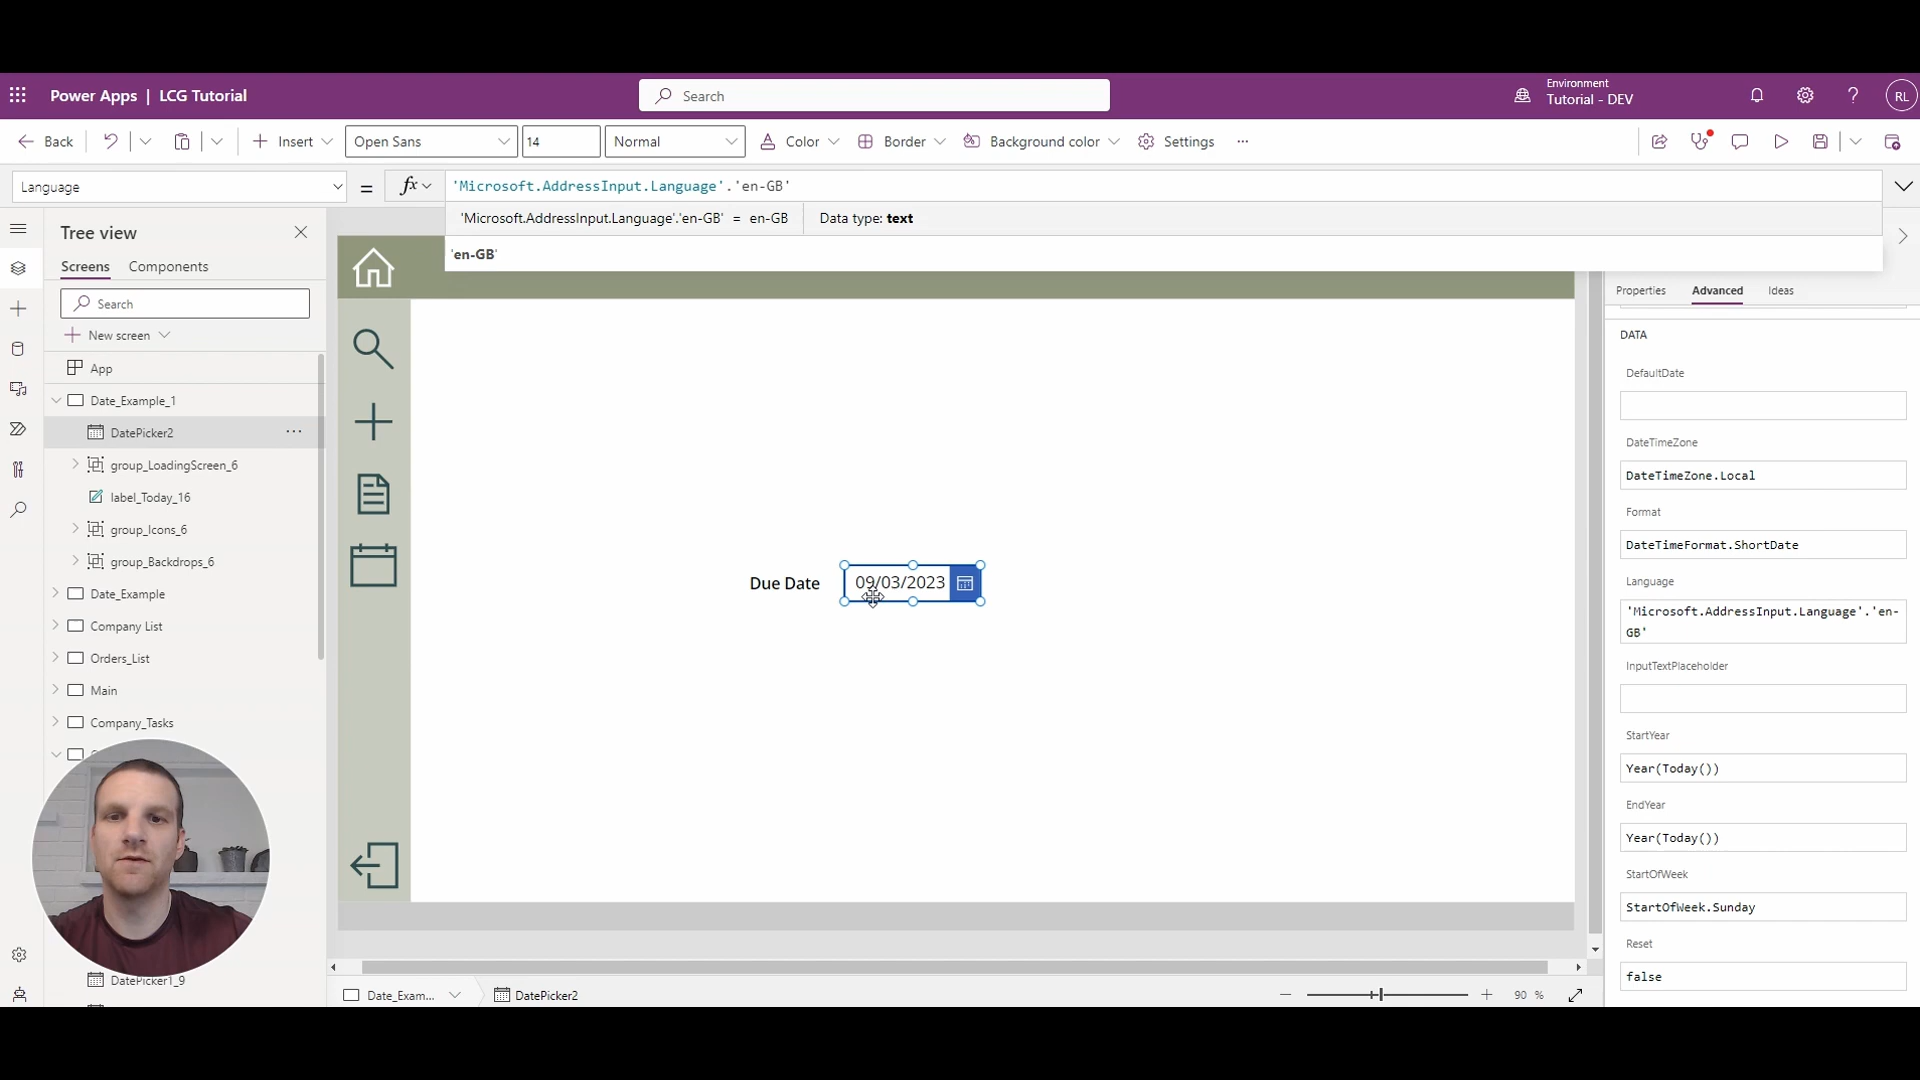 Power Apps | LCG Tutorial
Search
Environment
Tutorial - DEV
RL
Back
Insert
Open Sans
14
Normal
Color
Border
Background color
Settings
Language
=
fx
'Microsoft.AddressInput.Language'.'en-GB'
'Microsoft.AddressInput.Language'.'en-GB' = en-GB
Data type: text
'en-GB'
Tree view
Screens
Components
Search
New screen
App
Date_Example_1
DatePicker2
group_LoadingScreen_6
label_Today_16
group_Icons_6
group_Backdrops_6
Date_Example
Company List
Orders_List
Main
Company_Tasks
DatePicker1_9
Due Date
09/03/2023
Properties
Advanced
Ideas
DATA
DefaultDate
DateTimeZone
DateTimeZone.Local
Format
DateTimeFormat.ShortDate
Language
'Microsoft.AddressInput.Language'.'en-
GB'
InputTextPlaceholder
StartYear
Year(Today())
EndYear
Year(Today())
StartOfWeek
StartOfWeek.Sunday
Reset
false
Date_Exam...
DatePicker2
90 %